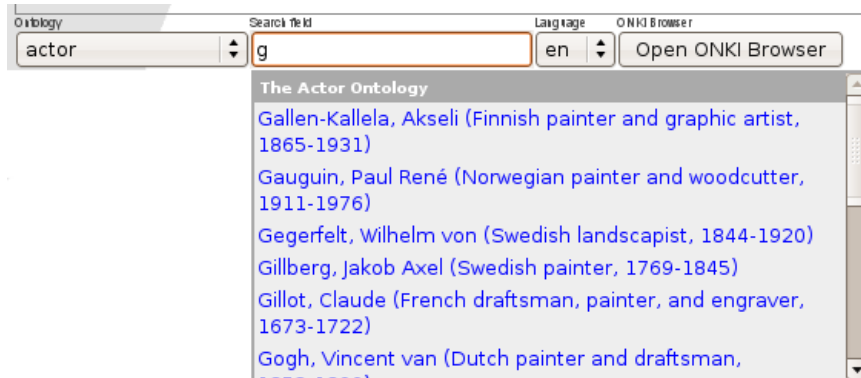 Ontology Search field Language ONKI Browser
actor g en Open ONKI Browser
The Actor Ontology
Gallen-Kallela, Akseli (Finnish painter and graphic artist,
1865-1931)
Gauguin, Paul René (Norwegian painter and woodcutter,
1911-1976)
Gegerfelt, Wilhelm von (Swedish landscapist, 1844-1920)
Gillberg, Jakob Axel (Swedish painter, 1769-1845)
Gillot, Claude (French draftsman, painter, and engraver,
1673-1722)
Gogh, Vincent van (Dutch painter and draftsman,